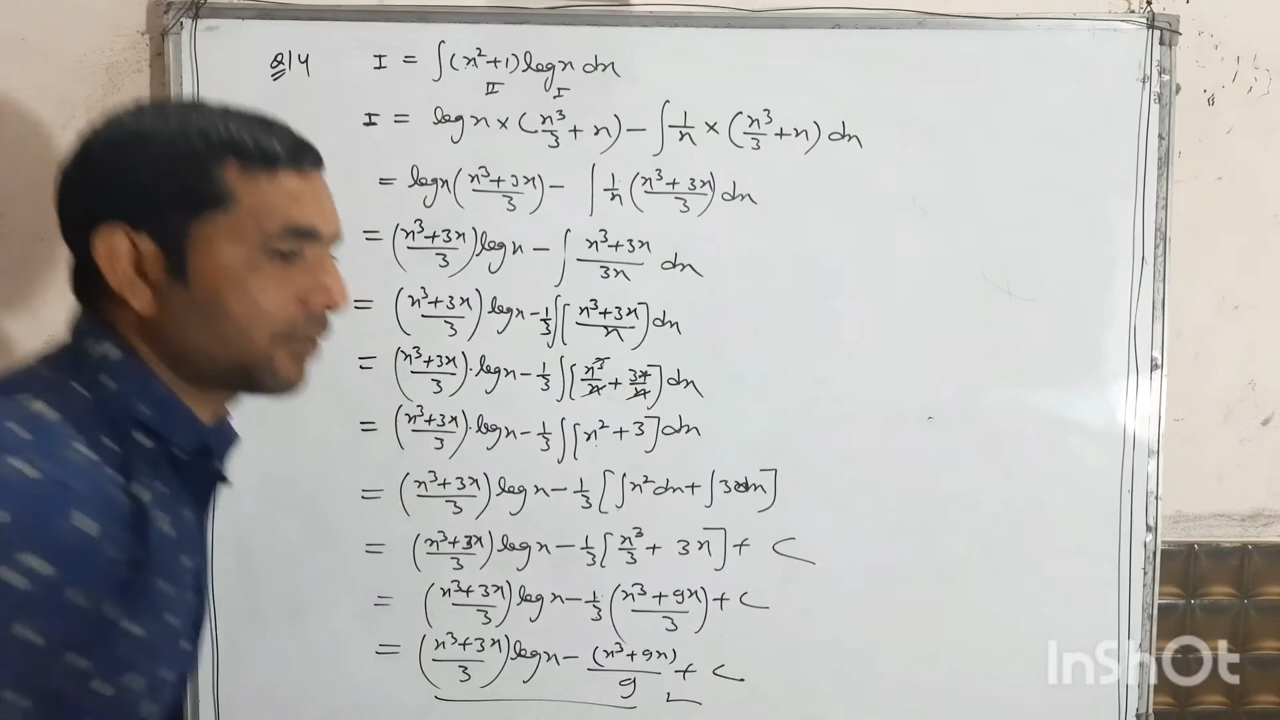 Q14 I = ∫(x²+1) log x dx
II I
I = log x × (x³/3 + x) − ∫ 1/x × (x³/3 + x) dx
= log x (x³+3x/3) − ∫ 1/x (x³+3x/3) dx
= (x³+3x/3) log x − ∫ x³+3x/3x dx
= (x³+3x/3) log x − 1/3 ∫ [x³+3x/x] dx
= (x³+3x/3) · log x − 1/3 ∫ [x³/x + 3x/x] dx
= (x³+3x/3) · log x − 1/3 ∫ [x² + 3] dx
= (x³+3x/3) log x − 1/3 [∫x² dx + ∫3 dx]
= (x³+3x/3) log x − 1/3 [x³/3 + 3x] + C
= (x³+3x/3) log x − 1/3 (x³+9x/3) + C
= (x³+3x/3) log x − (x³+9x)/9 + C
InShOt